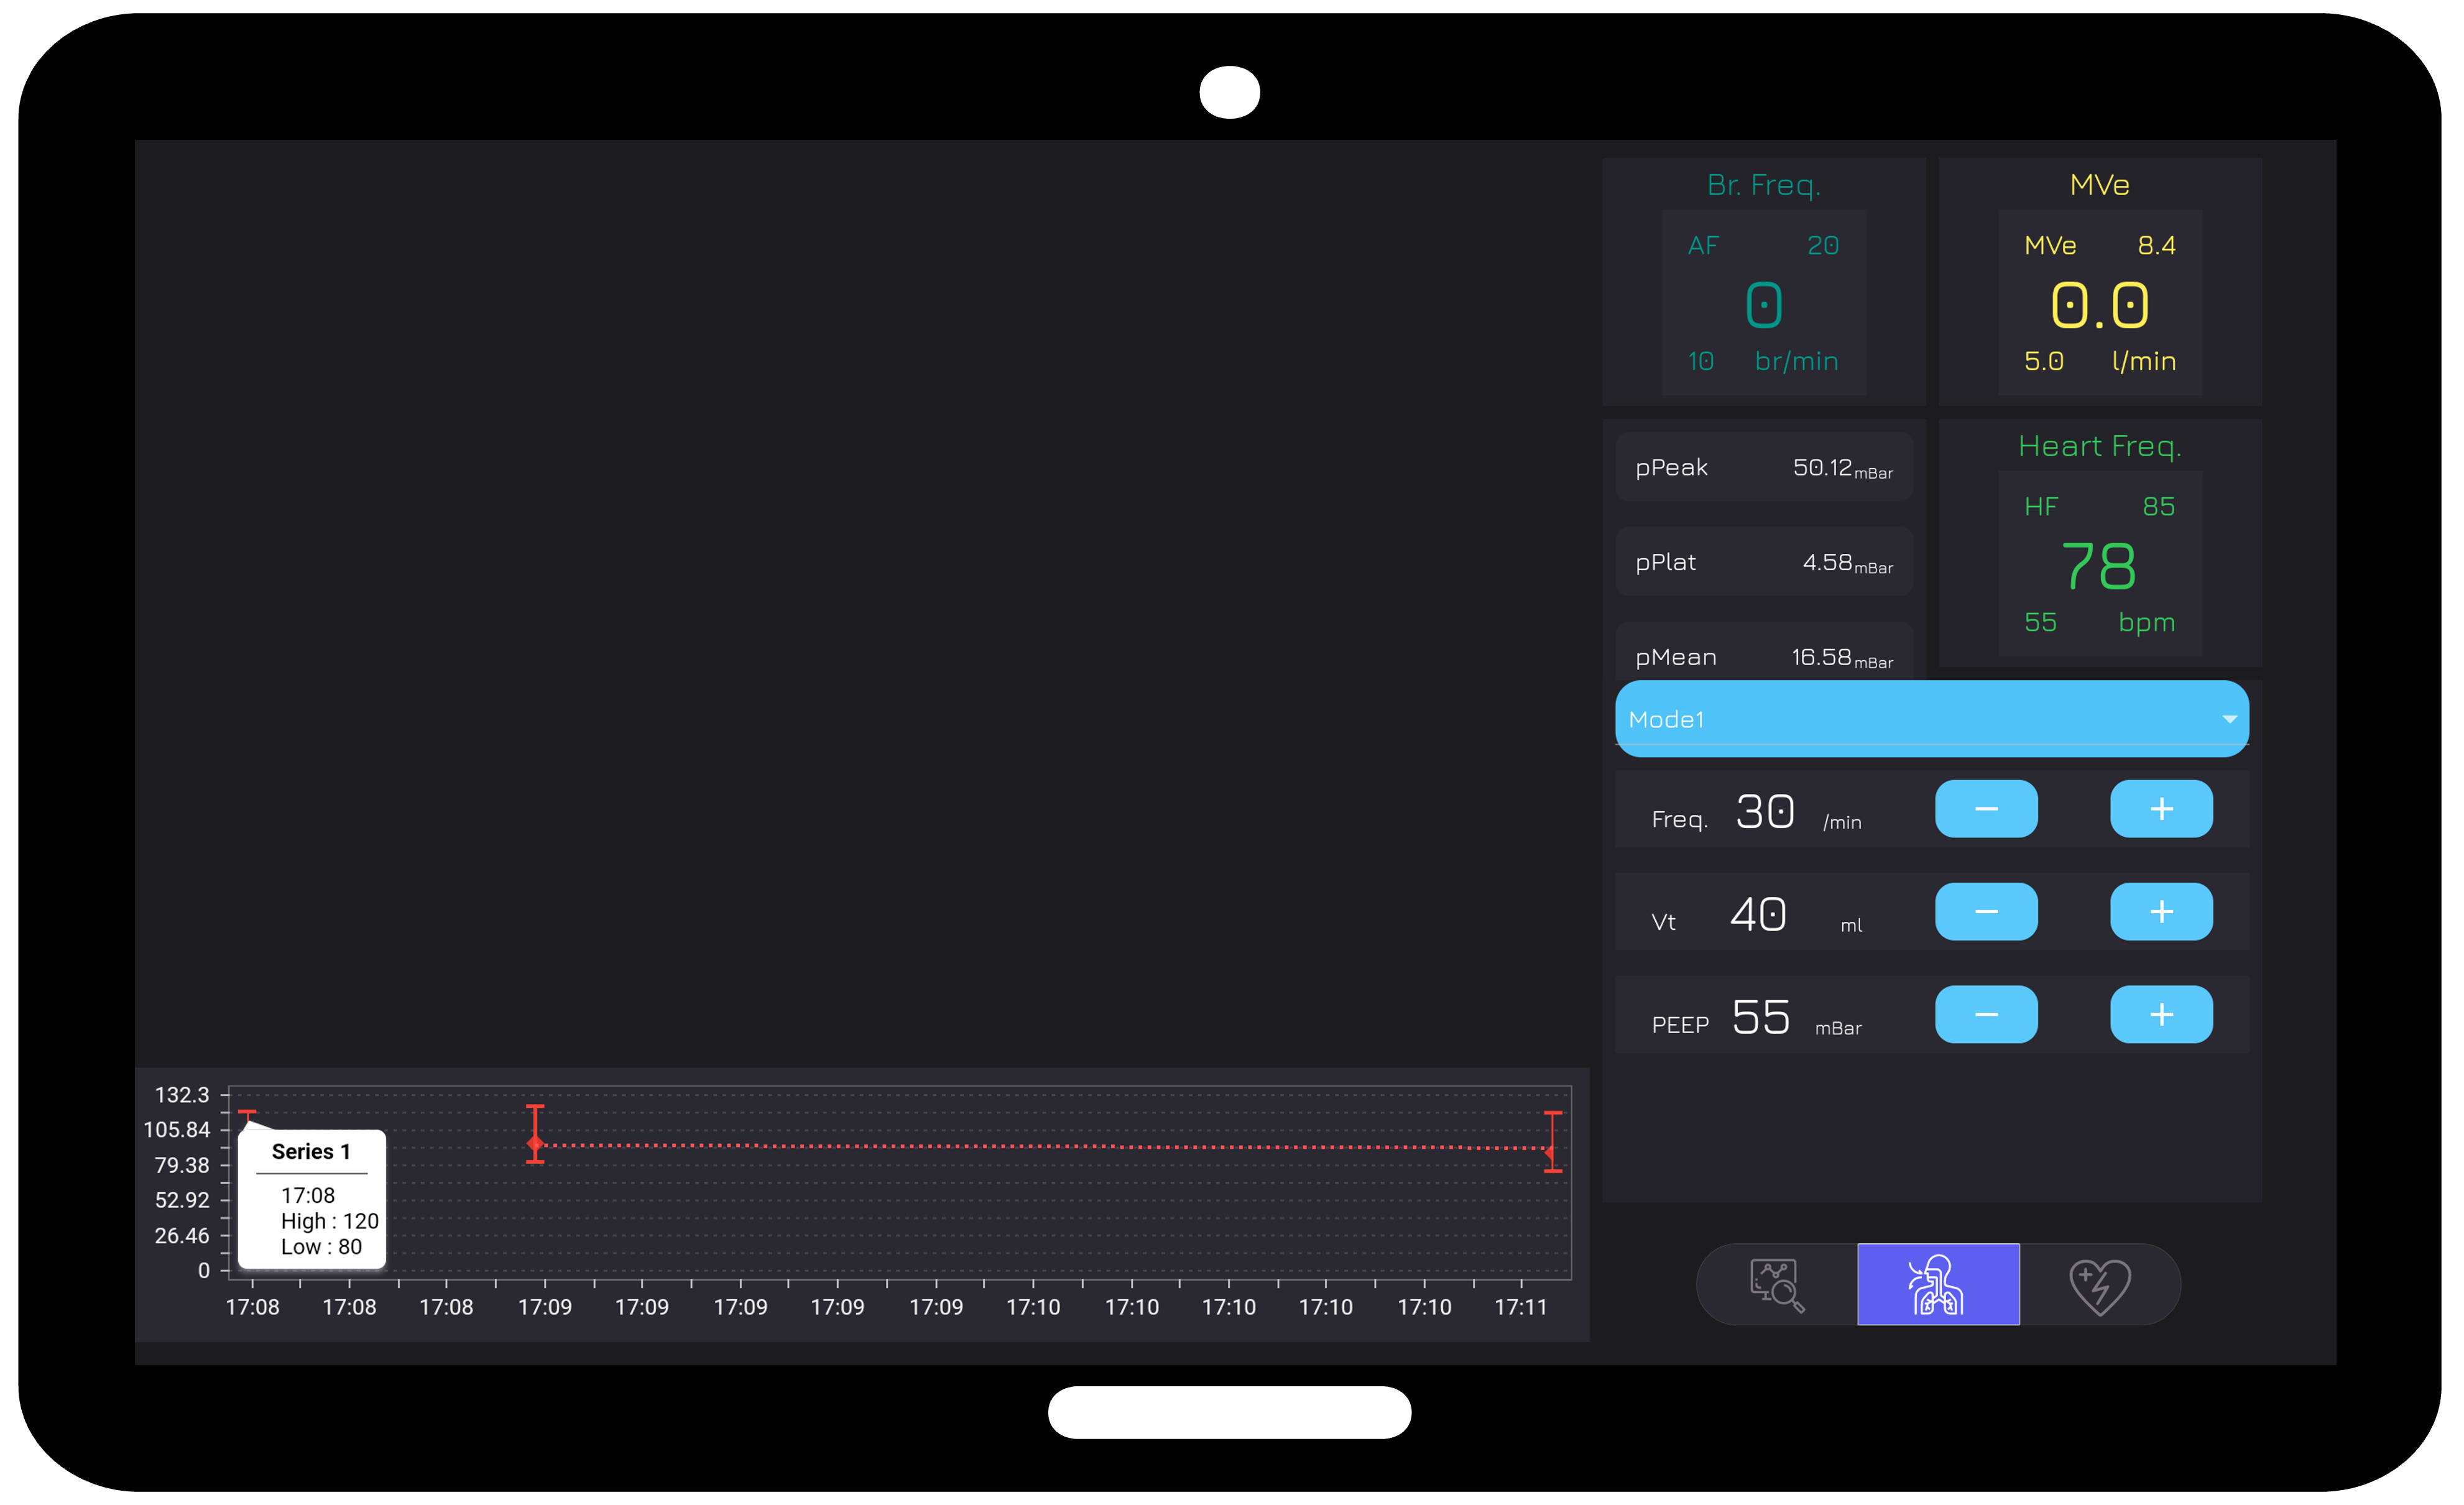 Br. Freq.
AF 20
0
10 br/min
MVe
MVe 8.4
0.0
5.0 l/min
pPeak 50.12 mBar
pPlat 4.58 mBar
pMean 16.58 mBar
Heart Freq.
HF 85
78
55 bpm
Mode1
Freq. 30 /min
− +
Vt 40 ml
− +
PEEP 55 mBar
− +
132.3
105.84
79.38
52.92
26.46
0
Series 1
17:08
High : 120
Low : 80
17:08 17:08 17:08 17:09 17:09 17:09 17:09 17:09 17:10 17:10 17:10 17:10 17:10 17:11